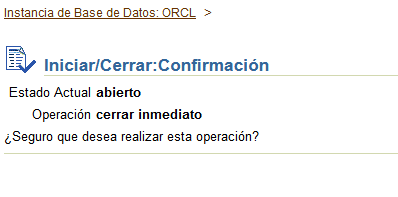 Instancia de Base de Datos: ORCL >
Iniciar/Cerrar:Confirmación
Estado Actual abierto
Operación cerrar inmediato
¿Seguro que desea realizar esta operación?